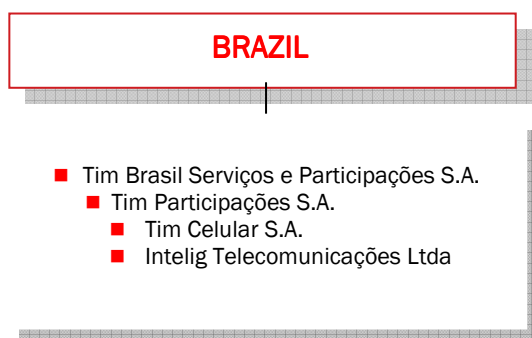 BRAZIL
Tim Brasil Serviços e Participações S.A.
Tim Participações S.A.
Tim Celular S.A.
Intelig Telecomunicações Ltda